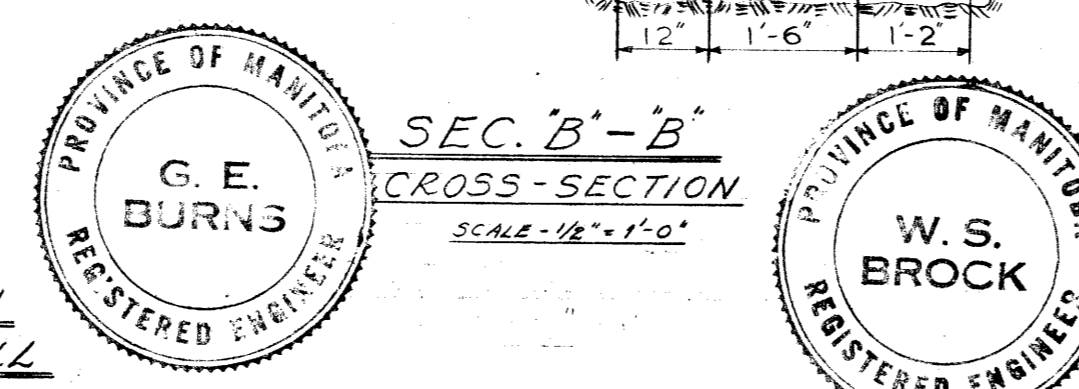 12" 1'-6" 1'-2"
PROVINCE OF MANITOBA
G. E.
BURNS
REGISTERED ENGINEER
SEC. "B" - "B"
CROSS - SECTION
SCALE - 1/2" = 1'-0"
PROVINCE OF MANITOBA
W. S.
BROCK
REGISTERED ENGINEER